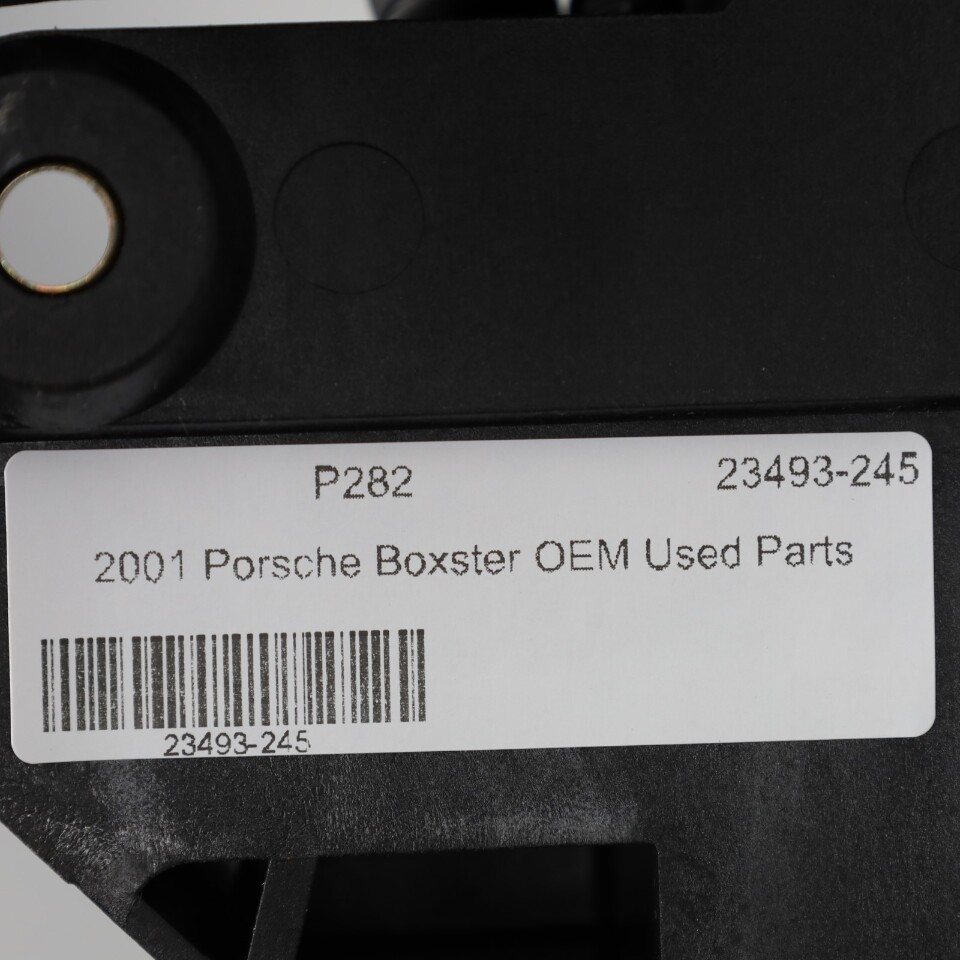 P282 23493-245
2001 Porsche Boxster OEM Used Parts
23493-245